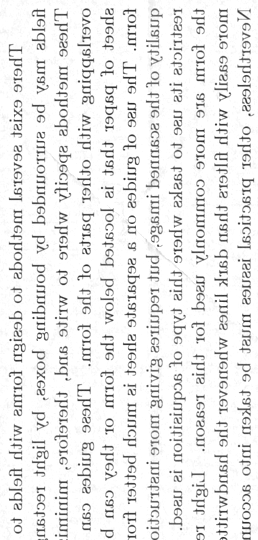 There exist several methods to design forms with fields to
fields may be surrounded by bounding boxes, by light rectang
These methods specify where to write and, therefore, minimi
overlapping with other parts of the form. These guides can
sheet of paper that is located below the form or they can b
form. The use of guides on a separate sheet is much better fro
quality of the scanned image, but requires giving more instructio
restricts its use to tasks where this type of acquisition is used.
the form are more commonly used for this reason. Light re
more easily with filters than dark lines whenever the handwritte
Nevertheless, other practical issues must be taken into accoun